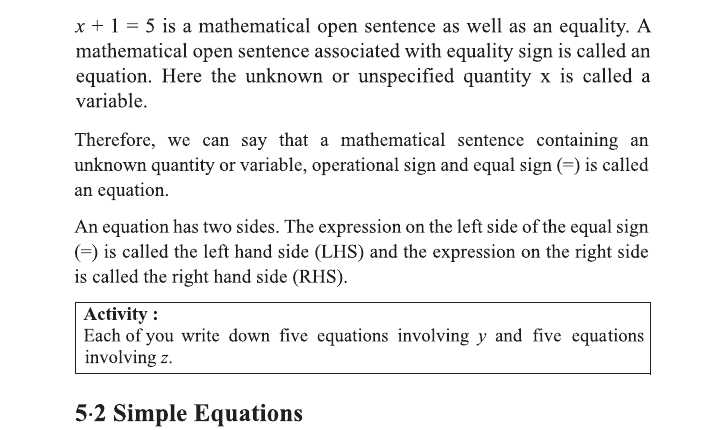 x + 1 = 5 is a mathematical open sentence as well as an equality. A
mathematical open sentence associated with equality sign is called an
equation. Here the unknown or unspecified quantity x is called a
variable.
Therefore, we can say that a mathematical sentence containing an
unknown quantity or variable, operational sign and equal sign (=) is called
an equation.
An equation has two sides. The expression on the left side of the equal sign
(=) is called the left hand side (LHS) and the expression on the right side
is called the right hand side (RHS).
Activity :
Each of you write down five equations involving y and five equations
involving z.
5·2 Simple Equations